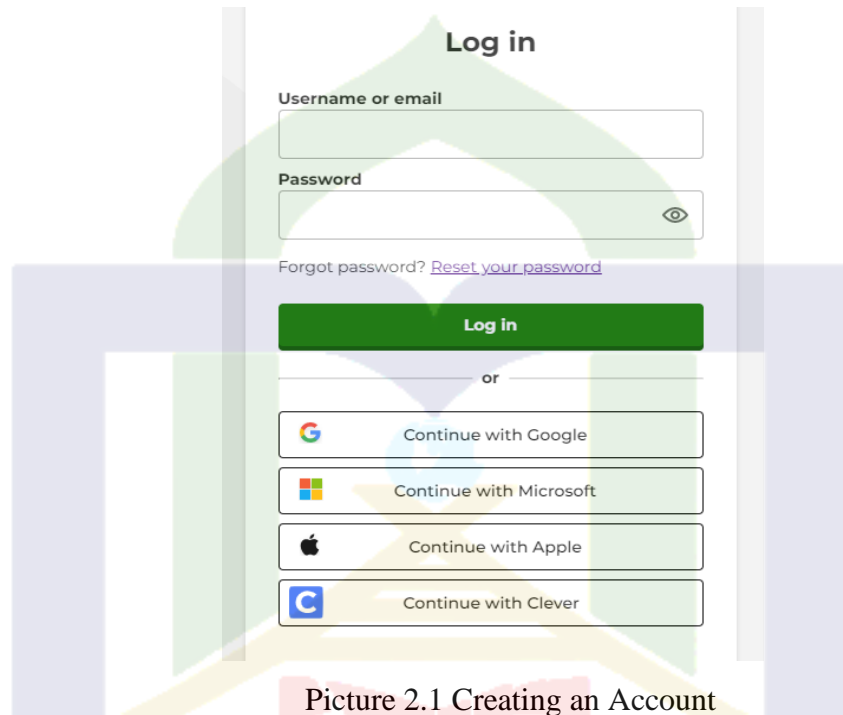 Log in
Username or email
Password
Forgot password? Reset your password
Log in
or
Continue with Google
Continue with Microsoft
Continue with Apple
Continue with Clever
Picture 2.1 Creating an Account